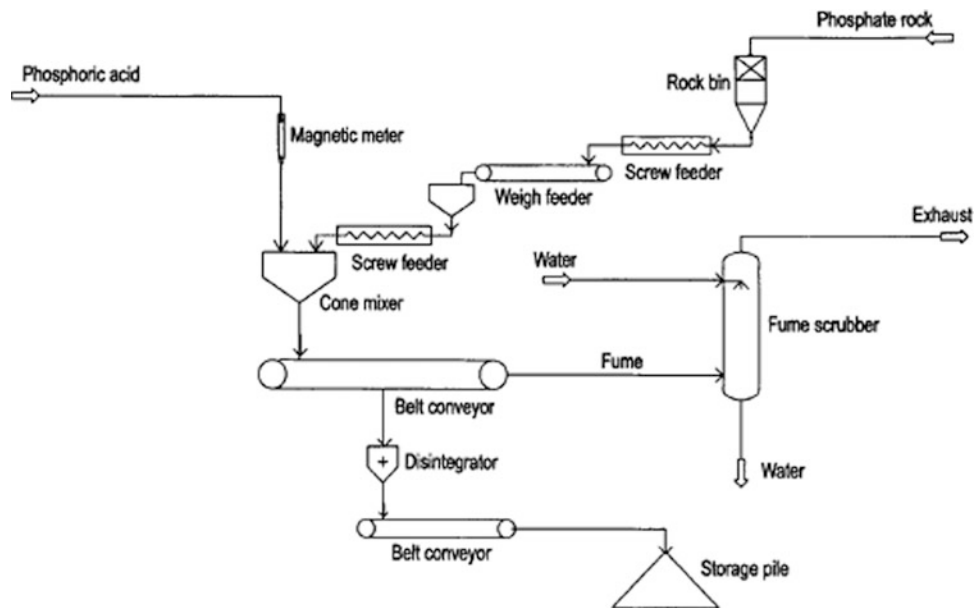 Phosphate rock
Phosphoric acid
Rock bin
Magnetic meter
Screw feeder
Weigh feeder
Exhaust
Screw feeder
Water
Cone mixer
Fume scrubber
Fume
Belt conveyor
+ Disintegrator
Water
Belt conveyor
Storage pile